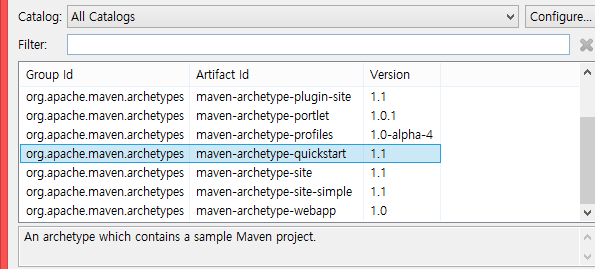 Catalog: All Catalogs Configure...
Filter:
Group Id Artifact Id Version
org.apache.maven.archetypes maven-archetype-plugin-site 1.1
org.apache.maven.archetypes maven-archetype-portlet 1.0.1
org.apache.maven.archetypes maven-archetype-profiles 1.0-alpha-4
org.apache.maven.archetypes maven-archetype-quickstart 1.1
org.apache.maven.archetypes maven-archetype-site 1.1
org.apache.maven.archetypes maven-archetype-site-simple 1.1
org.apache.maven.archetypes maven-archetype-webapp 1.0
An archetype which contains a sample Maven project.